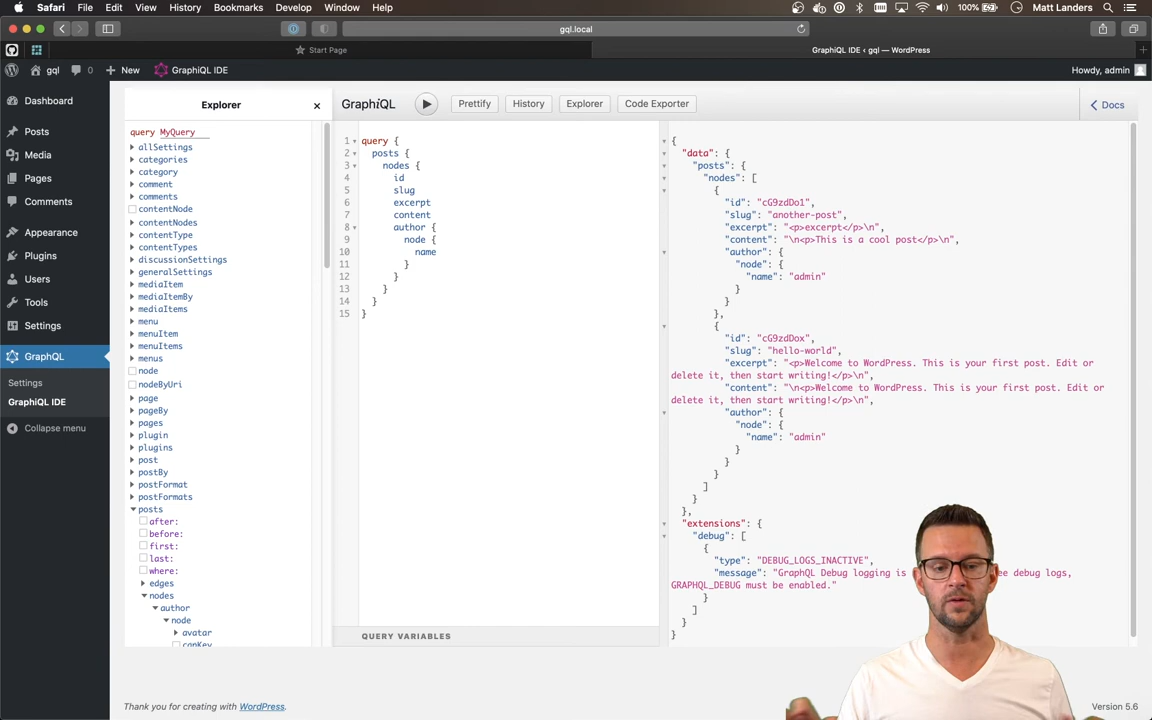 Safari File Edit View History Bookmarks Develop Window Help 100% Matt Landers
gql.local
Start Page
GraphiQL IDE ‹ gql — WordPress
gql 0 New GraphiQL IDE Howdy, admin
Dashboard
Posts
Media
Pages
Comments
Appearance
Plugins
Users
Tools
Settings
GraphQL
Settings
GraphiQL IDE
Collapse menu
Explorer
query MyQuery
allSettings
categories
category
comment
comments
contentNode
contentNodes
contentType
contentTypes
discussionSettings
generalSettings
mediaItem
mediaItemBy
mediaItems
menu
menuItem
menuItems
menus
node
nodeByUri
page
pageBy
pages
plugin
plugins
post
postBy
postFormat
postFormats
posts
after:
before:
first:
last:
where:
edges
nodes
author
node
avatar
canKey
GraphiQL Prettify History Explorer Code Exporter Docs
1 query {
2 posts {
3 nodes {
4 id
5 slug
6 excerpt
7 content
8 author {
9 node {
10 name
11 }
12 }
13 }
14 }
15 }
QUERY VARIABLES
{
"data": {
"posts": {
"nodes": [
{
"id": "cG9zdDo1",
"slug": "another-post",
"excerpt": "<p>excerpt</p>\n",
"content": "\n<p>This is a cool post</p>\n",
"author": {
"node": {
"name": "admin"
}
}
},
{
"id": "cG9zdDox",
"slug": "hello-world",
"excerpt": "<p>Welcome to WordPress. This is your first post. Edit or
delete it, then start writing!</p>\n",
"content": "\n<p>Welcome to WordPress. This is your first post. Edit or
delete it, then start writing!</p>\n",
"author": {
"node": {
"name": "admin"
}
}
}
]
}
},
"extensions": {
"debug": [
{
"type": "DEBUG_LOGS_INACTIVE",
"message": "GraphQL Debug logging is debug logs,
GRAPHQL_DEBUG must be enabled."
}
]
}
}
Thank you for creating with WordPress.
Version 5.6